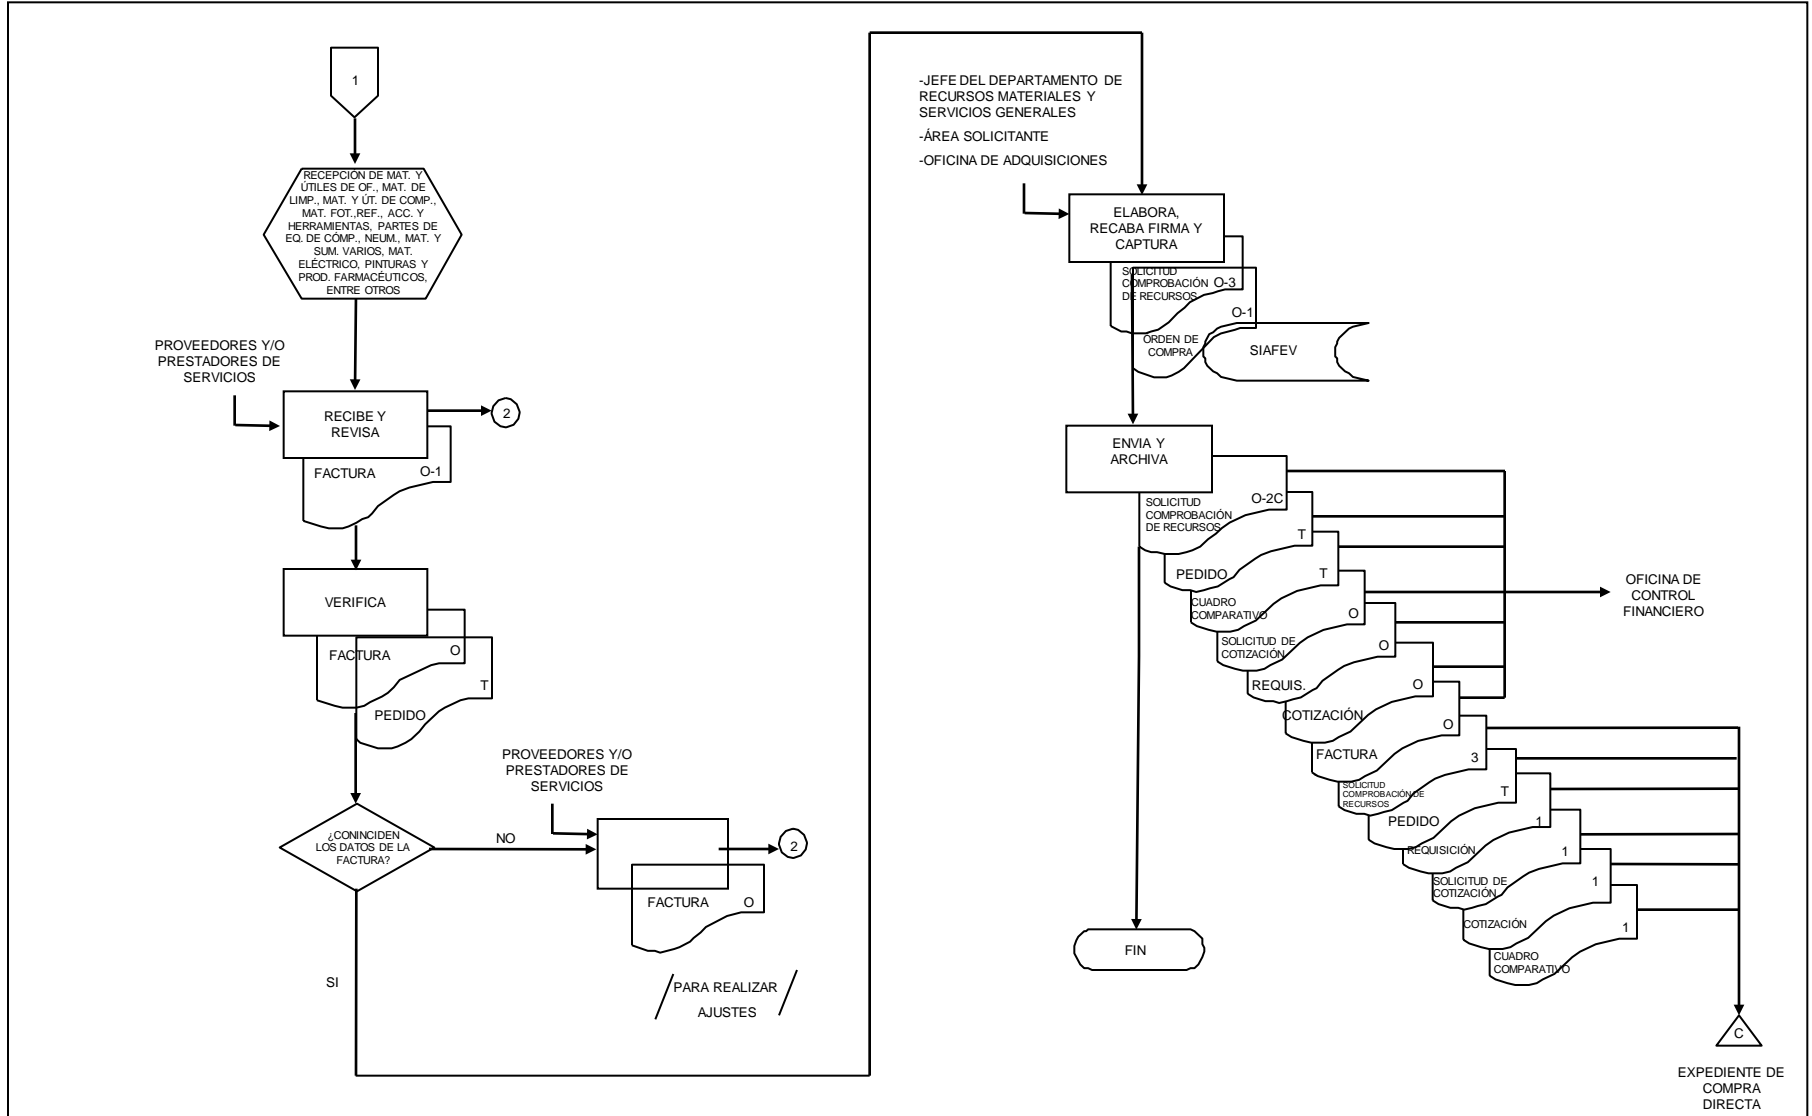 1
RECEPCIÓN DE MAT. Y
ÚTILES DE OF., MAT. DE
LIMP., MAT. Y ÚT. DE COMP.,
MAT. FOT.,REF., ACC. Y
HERRAMIENTAS, PARTES DE
EQ. DE CÓMP., NEUM., MAT. Y
SUM. VARIOS, MAT.
ELÉCTRICO, PINTURAS Y
PROD. FARMACÉUTICOS,
ENTRE OTROS
PROVEEDORES Y/O
PRESTADORES DE
SERVICIOS
RECIBE Y
REVISA
2
FACTURA
O-1
VERIFICA
FACTURA
O
T
PEDIDO
¿CONINCIDEN
LOS DATOS DE LA
FACTURA?
NO
PROVEEDORES Y/O
PRESTADORES DE
SERVICIOS
2
FACTURA
O
SI
PARA REALIZAR
AJUSTES
-JEFE DEL DEPARTAMENTO DE
RECURSOS MATERIALES Y
SERVICIOS GENERALES
-ÁREA SOLICITANTE
-OFICINA DE ADQUISICIONES
ELABORA,
RECABA FIRMA Y
CAPTURA
SOLICITUD
COMPROBACIÓN
DE RECURSOS
O-3
O-1
ORDEN DE
COMPRA
SIAFEV
ENVIA Y
ARCHIVA
SOLICITUD
COMPROBACIÓN
DE RECURSOS
O-2C
T
PEDIDO
T
CUADRO
COMPARATIVO
O
SOLICITUD DE
COTIZACIÓN
O
REQUIS.
O
COTIZACIÓN
O
FACTURA
3
SOLICITUD
COMPROBACIÓN DE
RECURSOS
T
PEDIDO
1
REQUISICIÓN
1
SOLICITUD DE
COTIZACIÓN
1
COTIZACIÓN
1
CUADRO
COMPARATIVO
OFICINA DE
CONTROL
FINANCIERO
FIN
C
EXPEDIENTE DE
COMPRA
DIRECTA